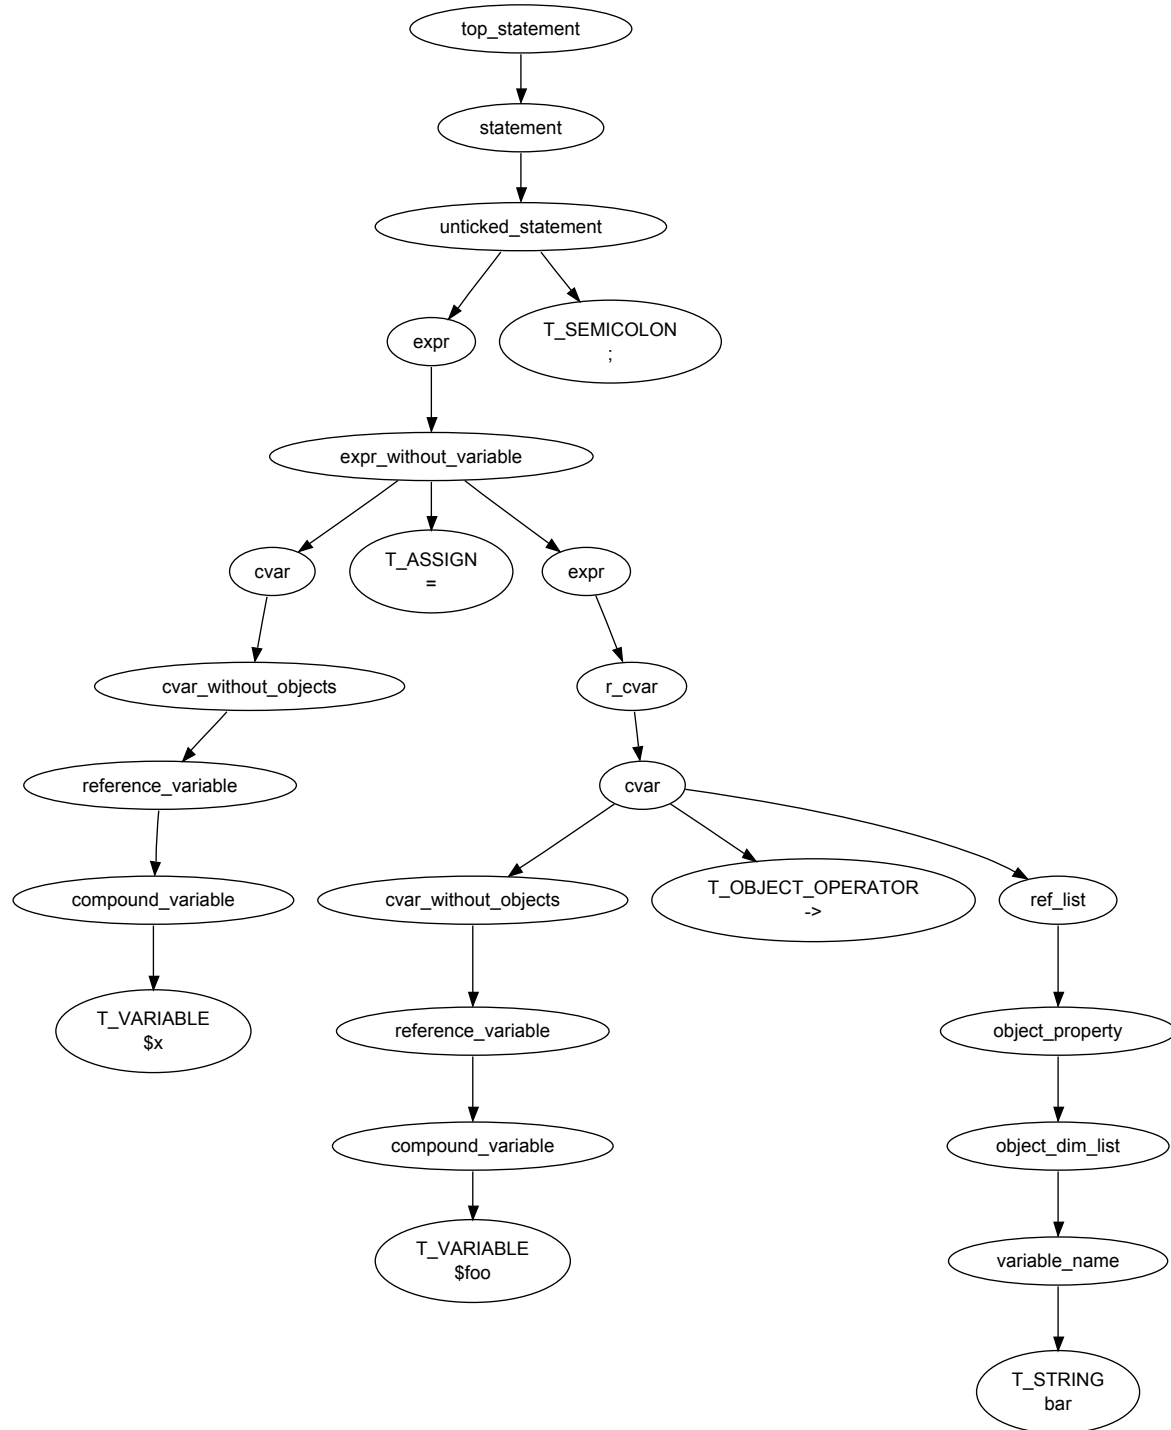 top_statement
statement
unticked_statement
expr
T_SEMICOLON
;
expr_without_variable
cvar
T_ASSIGN
=
expr
cvar_without_objects
r_cvar
reference_variable
cvar
compound_variable
cvar_without_objects
T_OBJECT_OPERATOR
->
ref_list
T_VARIABLE
$x
reference_variable
object_property
compound_variable
object_dim_list
T_VARIABLE
$foo
variable_name
T_STRING
bar